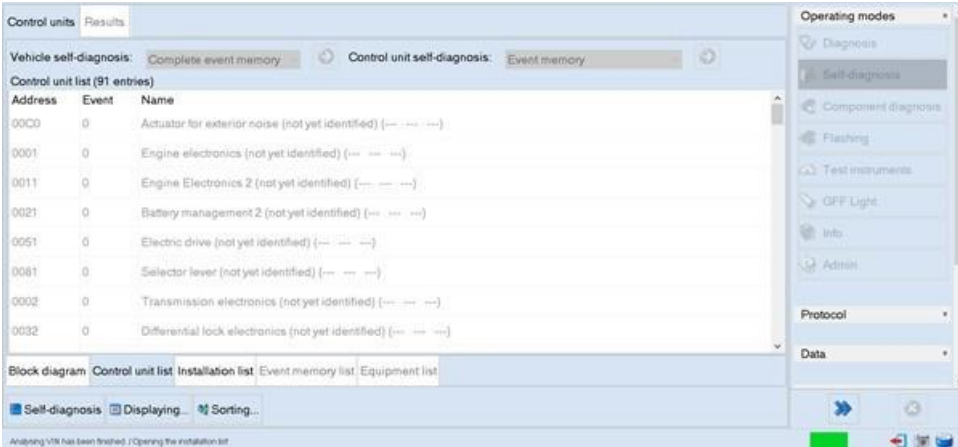 Control units Results
Vehicle self-diagnosis: Complete event memory Control unit self-diagnosis: Event memory
Control unit list (91 entries)
Address Event Name
00C0 0 Actuator for exterior noise (not yet identified) (--- --- ---)
0001 0 Engine electronics (not yet identified) (--- --- ---)
0011 0 Engine Electronics 2 (not yet identified) (--- --- ---)
0021 0 Battery management 2 (not yet identified) (--- --- ---)
0051 0 Electric drive (not yet identified) (--- --- ---)
0081 0 Selector lever (not yet identified) (--- --- ---)
0002 0 Transmission electronics (not yet identified) (--- --- ---)
0032 0 Differential lock electronics (not yet identified) (--- --- ---)
Block diagram Control unit list Installation list Event memory list Equipment list
Self-diagnosis Displaying... Sorting...
Analysing VIN has been finished. / Opening the installation list
Operating modes
Diagnosis
Self-diagnosis
Component diagnosis
Flashing
Test instruments
GFF Light
Info
Admin
Protocol
Data